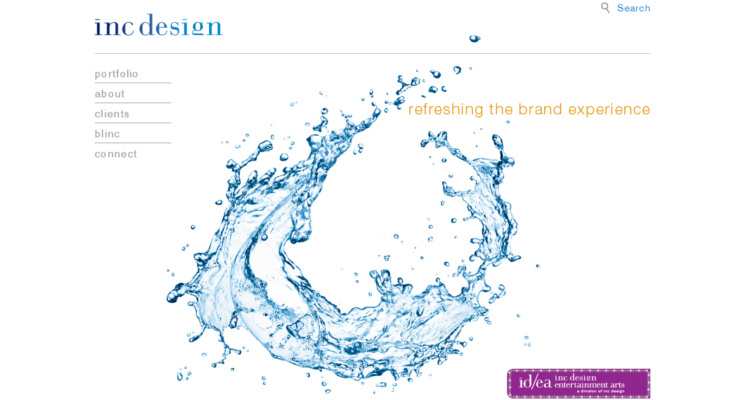 Search
inc design
portfolio
about
clients
blinc
connect
refreshing the brand experience
id/ea inc design
entertainment arts
a division of inc design